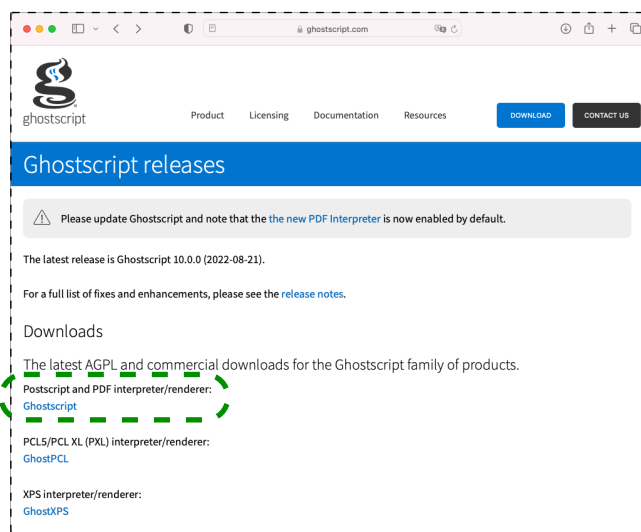 ghostscript.com
ghostscript
Product Licensing Documentation Resources DOWNLOAD CONTACT US
Ghostscript releases
Please update Ghostscript and note that the the new PDF Interpreter is now enabled by default.
The latest release is Ghostscript 10.0.0 (2022-08-21).
For a full list of fixes and enhancements, please see the release notes.
Downloads
The latest AGPL and commercial downloads for the Ghostscript family of products.
Postscript and PDF interpreter/renderer:
Ghostscript
PCL5/PCL XL (PXL) interpreter/renderer:
GhostPCL
XPS interpreter/renderer:
GhostXPS